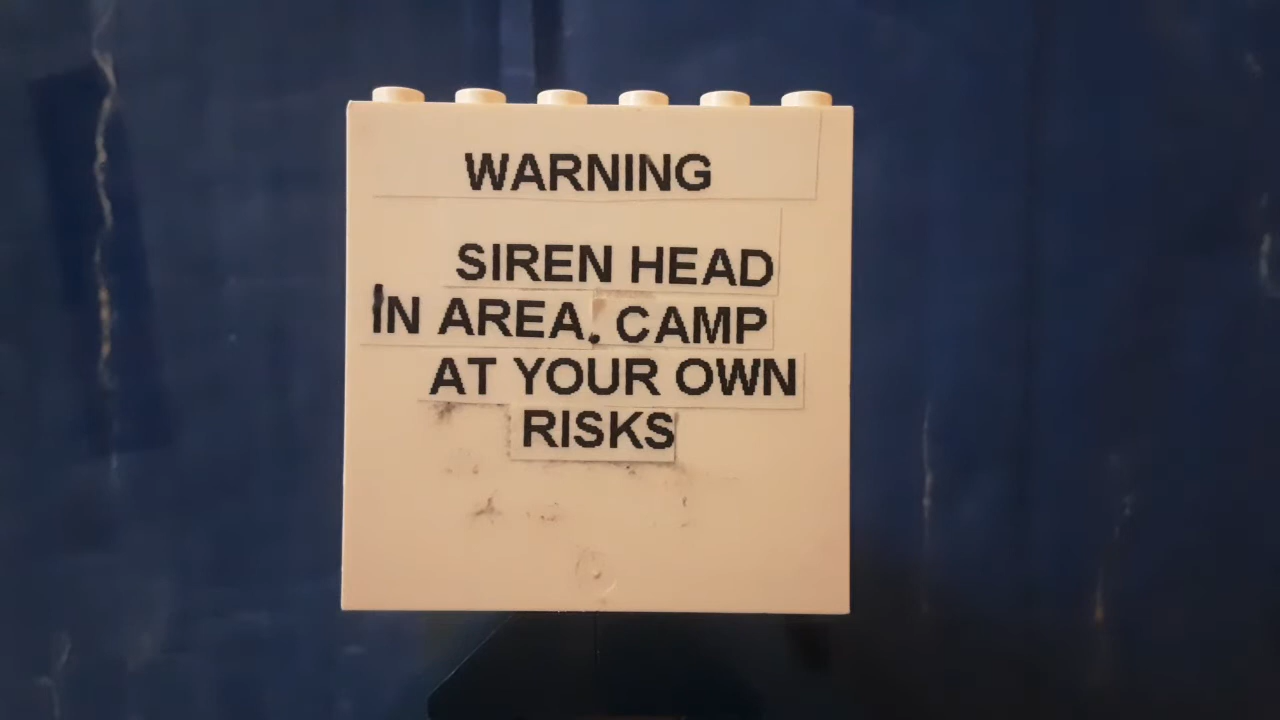 WARNING
SIREN HEAD
IN AREA. CAMP
AT YOUR OWN
RISKS